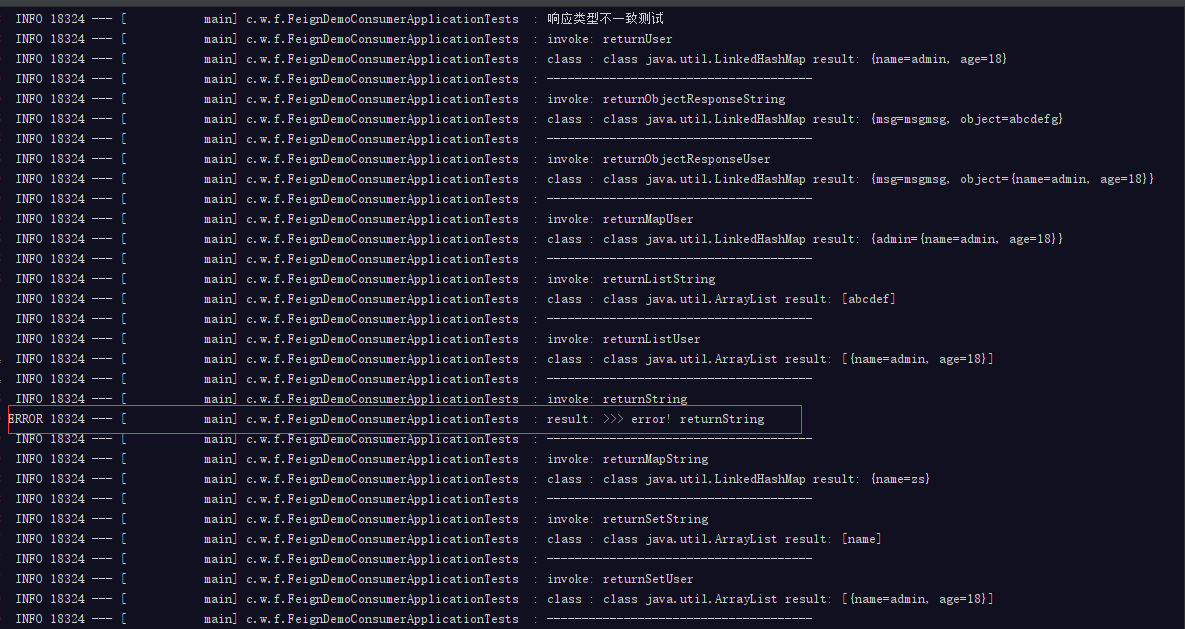 INFO 18324 --- [           main] c.w.f.FeignDemoConsumerApplicationTests  : 响应类型不一致测试
INFO 18324 --- [           main] c.w.f.FeignDemoConsumerApplicationTests  : invoke: returnUser
INFO 18324 --- [           main] c.w.f.FeignDemoConsumerApplicationTests  : class : class java.util.LinkedHashMap result: {name=admin, age=18}
INFO 18324 --- [           main] c.w.f.FeignDemoConsumerApplicationTests  : --------------------------------------
INFO 18324 --- [           main] c.w.f.FeignDemoConsumerApplicationTests  : invoke: returnObjectResponseString
INFO 18324 --- [           main] c.w.f.FeignDemoConsumerApplicationTests  : class : class java.util.LinkedHashMap result: {msg=msgmsg, object=abcdefg}
INFO 18324 --- [           main] c.w.f.FeignDemoConsumerApplicationTests  : --------------------------------------
INFO 18324 --- [           main] c.w.f.FeignDemoConsumerApplicationTests  : invoke: returnObjectResponseUser
INFO 18324 --- [           main] c.w.f.FeignDemoConsumerApplicationTests  : class : class java.util.LinkedHashMap result: {msg=msgmsg, object={name=admin, age=18}}
INFO 18324 --- [           main] c.w.f.FeignDemoConsumerApplicationTests  : --------------------------------------
INFO 18324 --- [           main] c.w.f.FeignDemoConsumerApplicationTests  : invoke: returnMapUser
INFO 18324 --- [           main] c.w.f.FeignDemoConsumerApplicationTests  : class : class java.util.LinkedHashMap result: {admin={name=admin, age=18}}
INFO 18324 --- [           main] c.w.f.FeignDemoConsumerApplicationTests  : --------------------------------------
INFO 18324 --- [           main] c.w.f.FeignDemoConsumerApplicationTests  : invoke: returnListString
INFO 18324 --- [           main] c.w.f.FeignDemoConsumerApplicationTests  : class : class java.util.ArrayList result: [abcdef]
INFO 18324 --- [           main] c.w.f.FeignDemoConsumerApplicationTests  : --------------------------------------
INFO 18324 --- [           main] c.w.f.FeignDemoConsumerApplicationTests  : invoke: returnListUser
INFO 18324 --- [           main] c.w.f.FeignDemoConsumerApplicationTests  : class : class java.util.ArrayList result: [{name=admin, age=18}]
INFO 18324 --- [           main] c.w.f.FeignDemoConsumerApplicationTests  : --------------------------------------
INFO 18324 --- [           main] c.w.f.FeignDemoConsumerApplicationTests  : invoke: returnString
ERROR 18324 --- [           main] c.w.f.FeignDemoConsumerApplicationTests  : result: >>> error! returnString
INFO 18324 --- [           main] c.w.f.FeignDemoConsumerApplicationTests  : --------------------------------------
INFO 18324 --- [           main] c.w.f.FeignDemoConsumerApplicationTests  : invoke: returnMapString
INFO 18324 --- [           main] c.w.f.FeignDemoConsumerApplicationTests  : class : class java.util.LinkedHashMap result: {name=zs}
INFO 18324 --- [           main] c.w.f.FeignDemoConsumerApplicationTests  : --------------------------------------
INFO 18324 --- [           main] c.w.f.FeignDemoConsumerApplicationTests  : invoke: returnSetString
INFO 18324 --- [           main] c.w.f.FeignDemoConsumerApplicationTests  : class : class java.util.ArrayList result: [name]
INFO 18324 --- [           main] c.w.f.FeignDemoConsumerApplicationTests  : --------------------------------------
INFO 18324 --- [           main] c.w.f.FeignDemoConsumerApplicationTests  : invoke: returnSetUser
INFO 18324 --- [           main] c.w.f.FeignDemoConsumerApplicationTests  : class : class java.util.ArrayList result: [{name=admin, age=18}]
INFO 18324 --- [           main] c.w.f.FeignDemoConsumerApplicationTests  : --------------------------------------